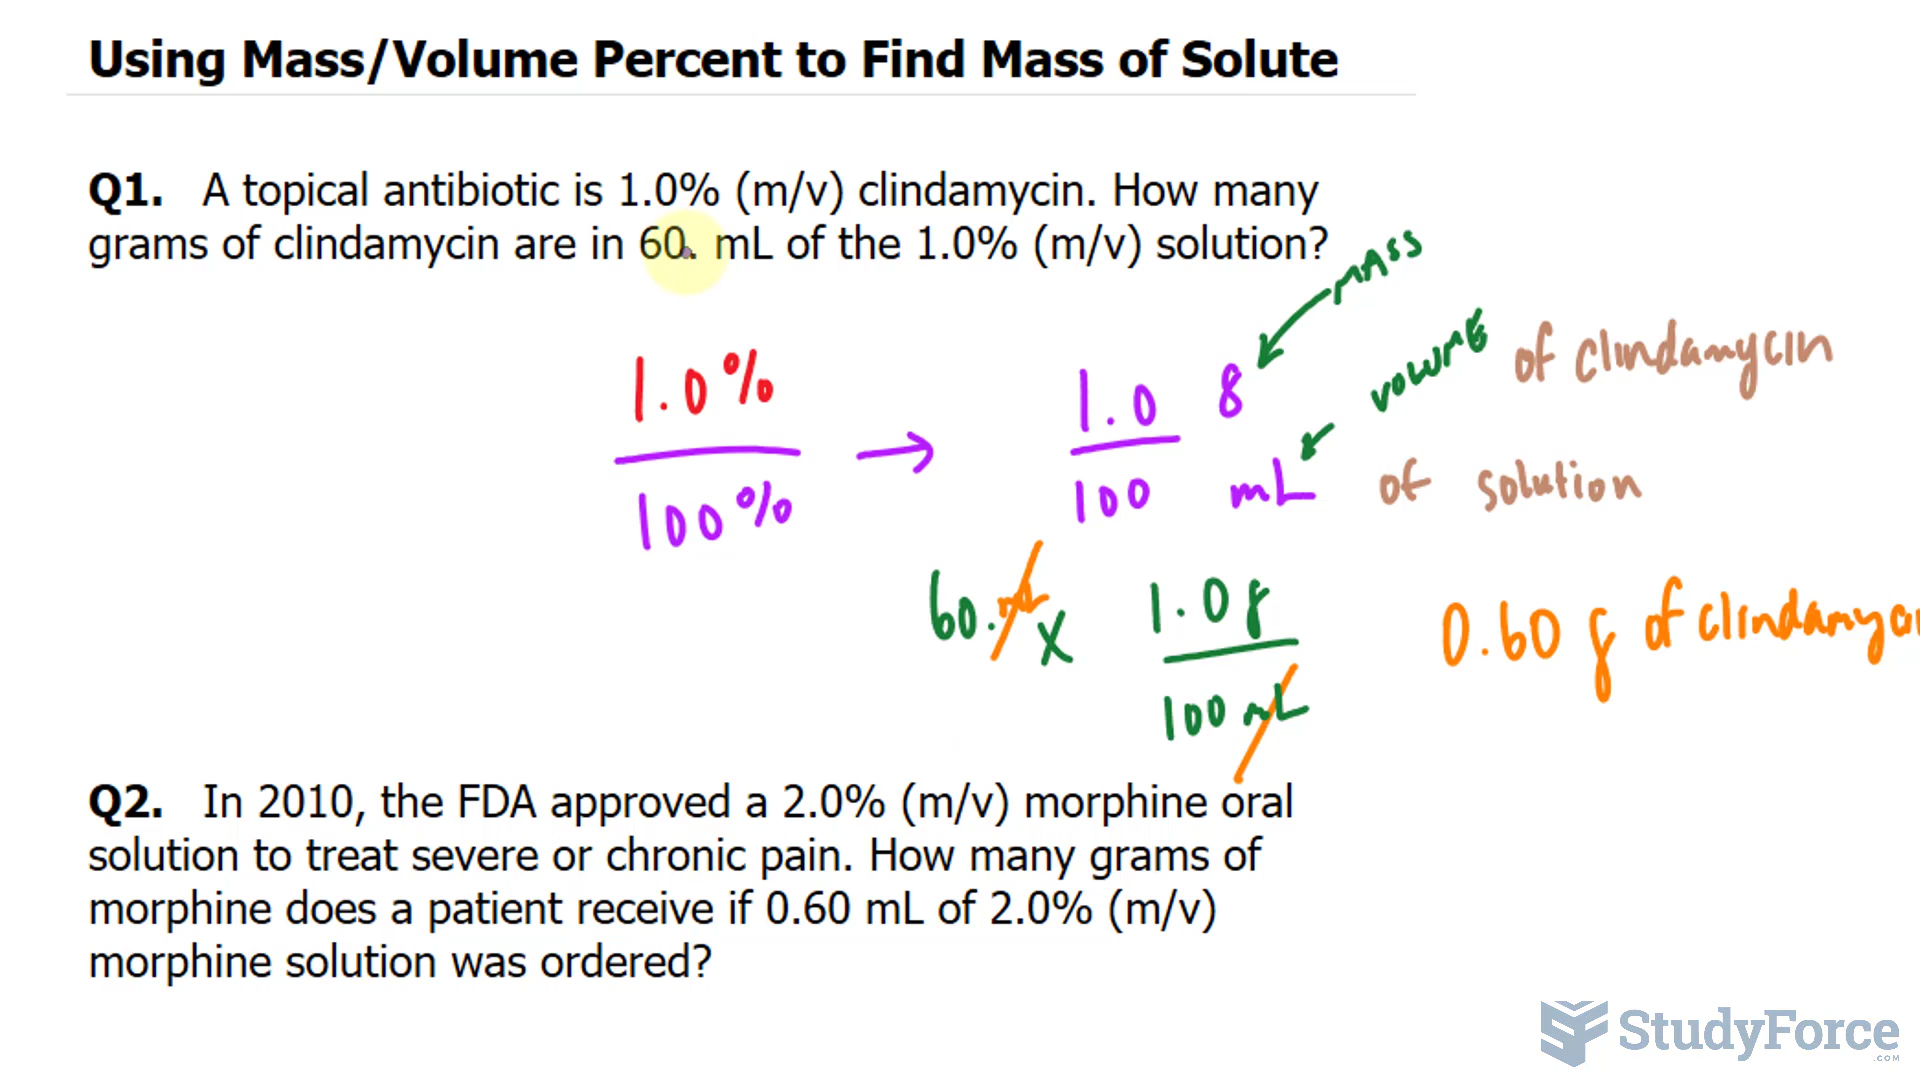 Using Mass/Volume Percent to Find Mass of Solute
Q1. A topical antibiotic is 1.0% (m/v) clindamycin. How many
grams of clindamycin are in 60. mL of the 1.0% (m/v) solution?
MASS
VOLUME
1.0%
100%
1.0 g of clindamycin
100 mL of solution
60. mL x 1.0 g
100 mL
0.60 g of clindamycin
Q2. In 2010, the FDA approved a 2.0% (m/v) morphine oral
solution to treat severe or chronic pain. How many grams of
morphine does a patient receive if 0.60 mL of 2.0% (m/v)
morphine solution was ordered?
StudyForce
.COM